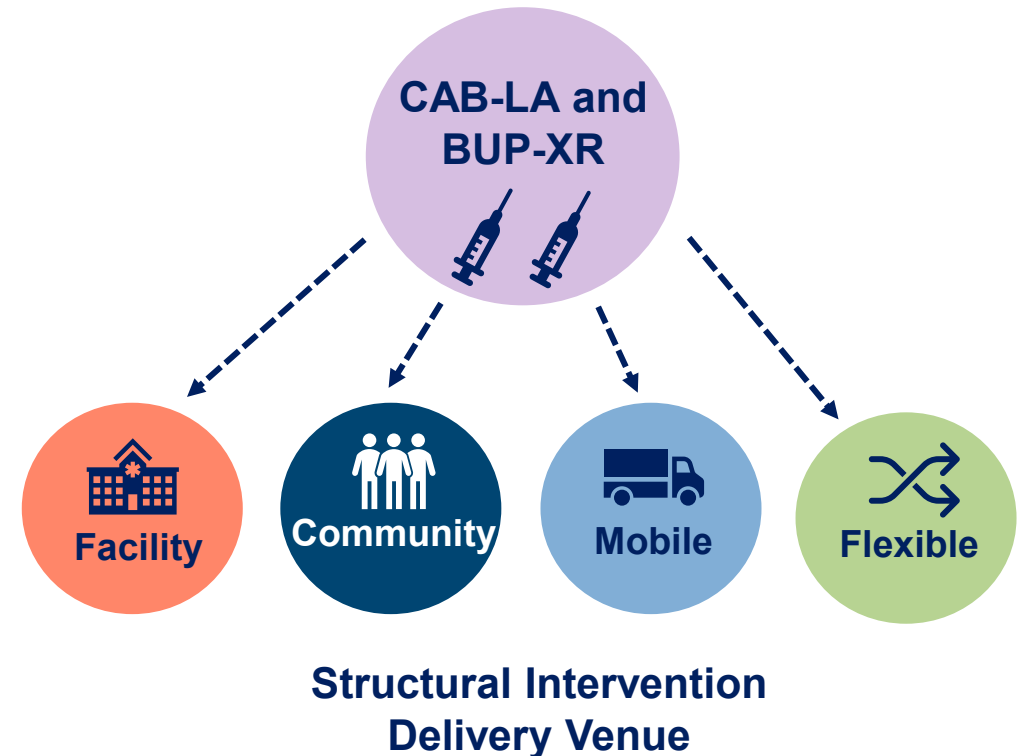 CAB-LA and
BUP-XR
Facility
Community
Mobile
Flexible
Structural Intervention
Delivery Venue